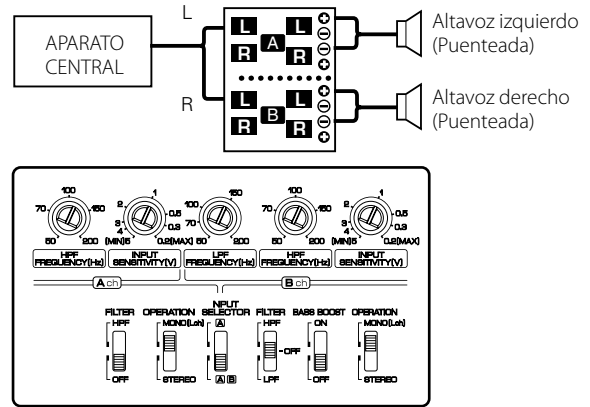 L
APARATO
CENTRAL
R
L L
A
R R
L L
B
R R
Altavoz izquierdo
(Puenteada)
Altavoz derecho
(Puenteada)
100 1 150 100 1
70 150 2 0.5 70 100 70 150 2 0.5
3 0.3 3 0.3
4 4
50 200 (MIN)5 0.2(MAX) 50 200 50 200 (MIN)5 0.2(MAX)
HPF INPUT LPF HPF INPUT
FREQUENCY(Hz) SENSITIVITY(V) FREQUENCY(Hz) FREQUENCY(Hz) SENSITIVITY(V)
A ch B ch
FILTER OPERATION INPUT SELECTOR FILTER BASS BOOST OPERATION
HPF MONO(Lch) A HPF ON MONO(Lch)
OFF
OFF STEREO A B LPF OFF STEREO